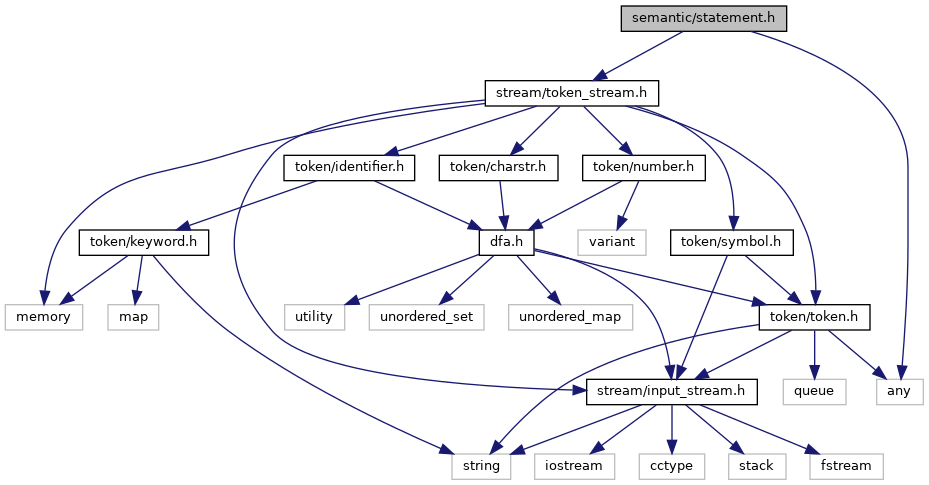 semantic/statement.h
stream/token_stream.h
token/identifier.h
token/charstr.h
token/number.h
token/keyword.h
dfa.h
variant
token/symbol.h
memory
map
utility
unordered_set
unordered_map
token/token.h
stream/input_stream.h
queue
any
string
iostream
cctype
stack
fstream